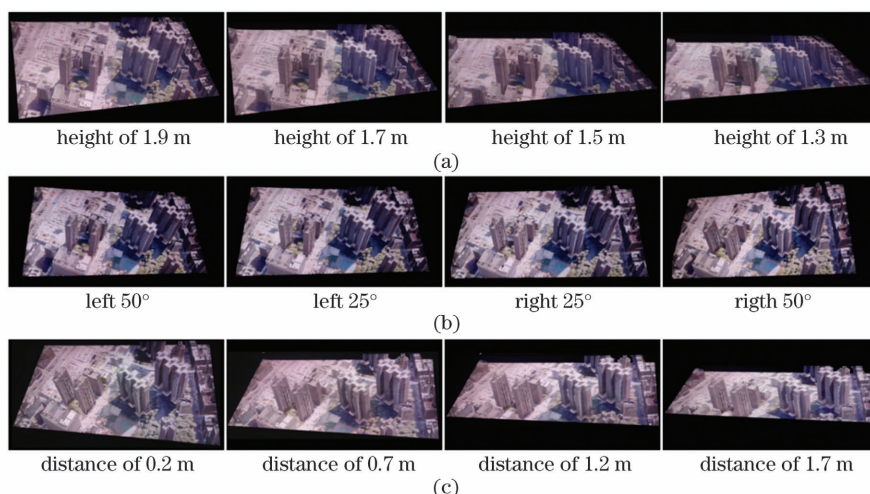 height of 1.9 m height of 1.7 m height of 1.5 m height of 1.3 m
(a)
left 50° left 25° right 25° rigth 50°
(b)
distance of 0.2 m distance of 0.7 m distance of 1.2 m distance of 1.7 m
(c)